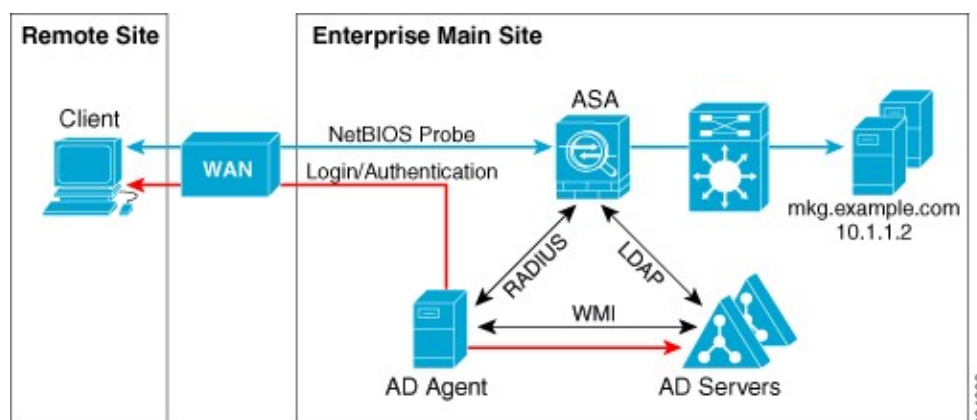 Remote Site
Enterprise Main Site
Client
WAN
NetBIOS Probe
Login/Authentication
ASA
mkg.example.com
10.1.1.2
RADIUS
LDAP
WMI
AD Agent
AD Servers